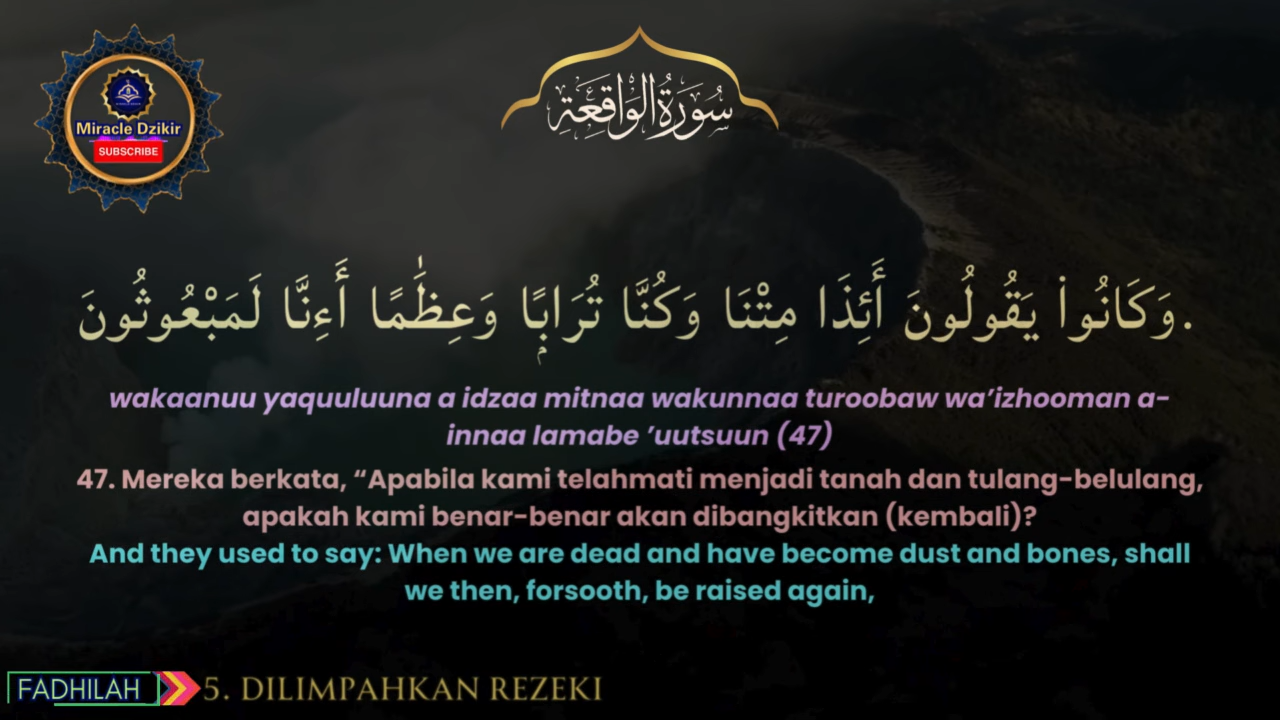 Miracle Dzikir
SUBSCRIBE
سُورَةُ الْوَاقِعَةِ
وَكَانُوا۟ يَقُولُونَ أَئِذَا مِتْنَا وَكُنَّا تُرَابًۭا وَعِظَٰمًا أَءِنَّا لَمَبْعُوثُونَ.
wakaanuu yaquuluuna a idzaa mitnaa wakunnaa turoobaw wa’izhooman a-
innaa lamabe ’uutsuun (47)
47. Mereka berkata, “Apabila kami telahmati menjadi tanah dan tulang-belulang,
apakah kami benar-benar akan dibangkitkan (kembali)?
And they used to say: When we are dead and have become dust and bones, shall
we then, forsooth, be raised again,
FADHILAH 5. DILIMPAHKAN REZEKI